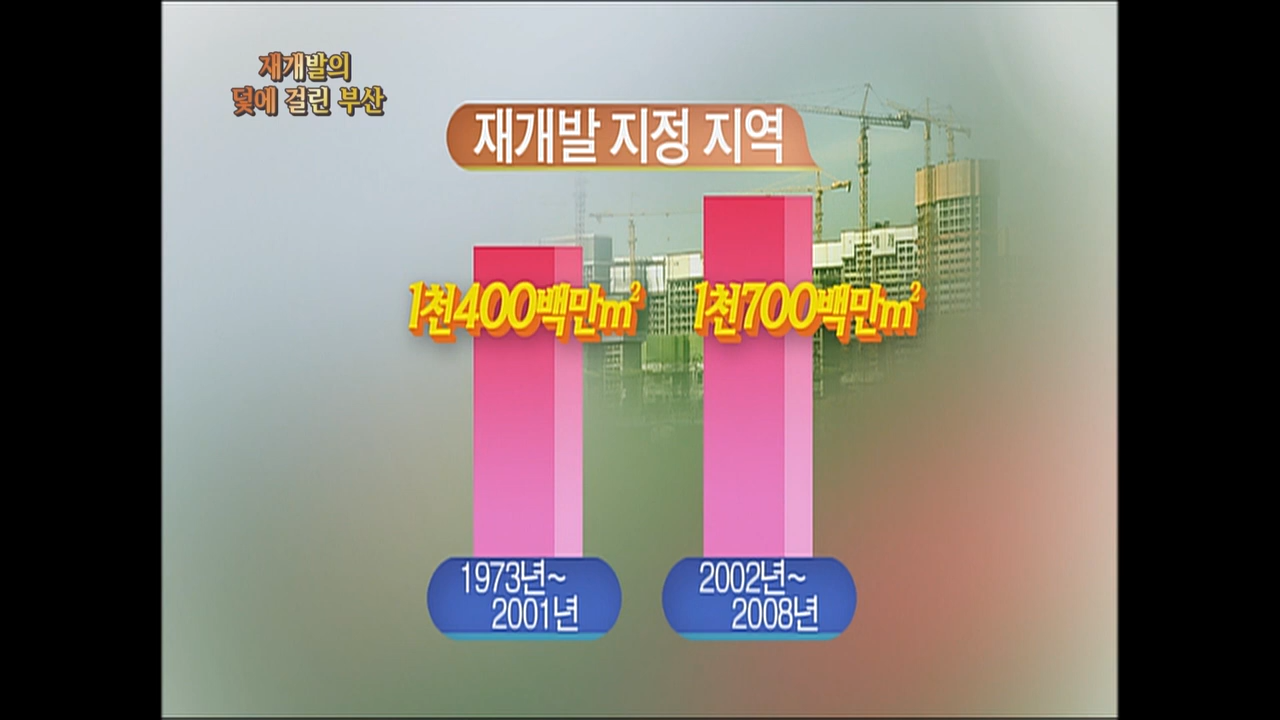 재개발의
덫에 걸린 부산
재개발 지정 지역
1천400백만㎡
1천700백만㎡
1973년~
2001년
2002년~
2008년